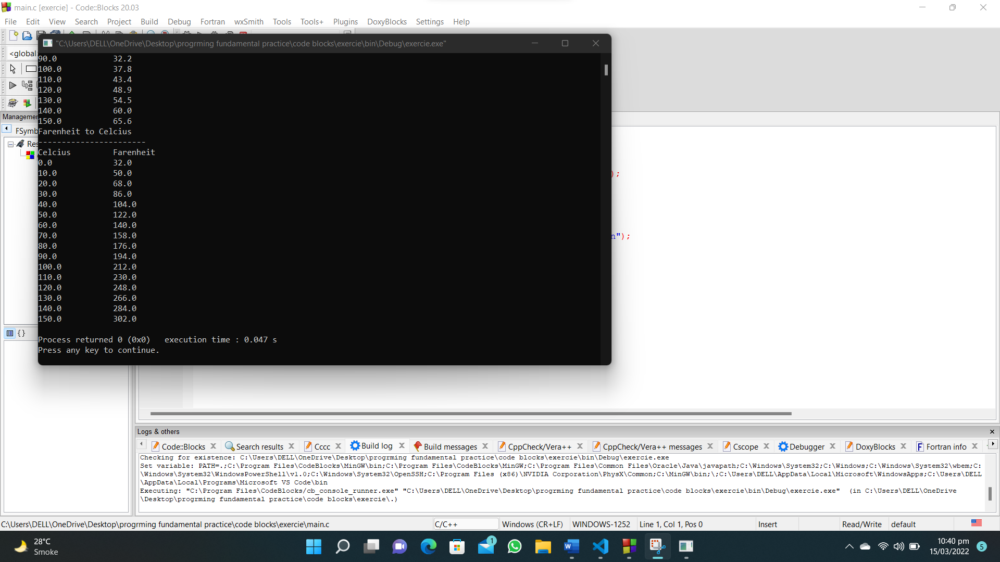 main.c [exercie] - Code::Blocks 20.03
File Edit View Search Project Build Debug Fortran wxSmith Tools Tools+ Plugins DoxyBlocks Settings Help
"C:\Users\DELL\OneDrive\Desktop\progrming fundamental practice\code blocks\exercie\bin\Debug\exercie.exe"
<global
90.0 32.2
100.0 37.8
110.0 43.4
120.0 48.9
130.0 54.5
140.0 60.0
150.0 65.6
Farenheit to Celcius
-----------------------
Celcius Farenheit
0.0 32.0
10.0 50.0
20.0 68.0
30.0 86.0
40.0 104.0
50.0 122.0
60.0 140.0
70.0 158.0
80.0 176.0
90.0 194.0
100.0 212.0
110.0 230.0
120.0 248.0
130.0 266.0
140.0 284.0
150.0 302.0
Process returned 0 (0x0) execution time : 0.047 s
Press any key to continue.
Managemen
FSymb
Res
{}
);
n");
Logs & others
Code::Blocks Search results Cccc Build log Build messages CppCheck/Vera++ CppCheck/Vera++ messages Cscope Debugger DoxyBlocks Fortran info
Checking for existence: C:\Users\DELL\OneDrive\Desktop\progrming fundamental practice\code blocks\exercie\bin\Debug\exercie.exe
Set variable: PATH=.;C:\Program Files\CodeBlocks\MinGW\bin;C:\Program Files\CodeBlocks\MinGW;C:\Program Files\Common Files\Oracle\Java\javapath;C:\Windows\System32;C:\Windows;C:\Windows\System32\wbem;C:
\Windows\System32\WindowsPowerShell\v1.0;C:\Windows\System32\OpenSSH;C:\Program Files (x86)\NVIDIA Corporation\PhysX\Common;C:\MinGW\bin;\;C:\Users\DELL\AppData\Local\Microsoft\WindowsApps;C:\Users\DELL
\AppData\Local\Programs\Microsoft VS Code\bin
Executing: "C:\Program Files\CodeBlocks/cb_console_runner.exe" "C:\Users\DELL\OneDrive\Desktop\progrming fundamental practice\code blocks\exercie\bin\Debug\exercie.exe" (in C:\Users\DELL\OneDrive
\Desktop\progrming fundamental practice\code blocks\exercie\.)
C:\Users\DELL\OneDrive\Desktop\progrming fundamental practice\code blocks\exercie\main.c C/C++ Windows (CR+LF) WINDOWS-1252 Line 1, Col 1, Pos 0 Insert Read/Write default
28°C
Smoke
1
10:40 pm
15/03/2022
5